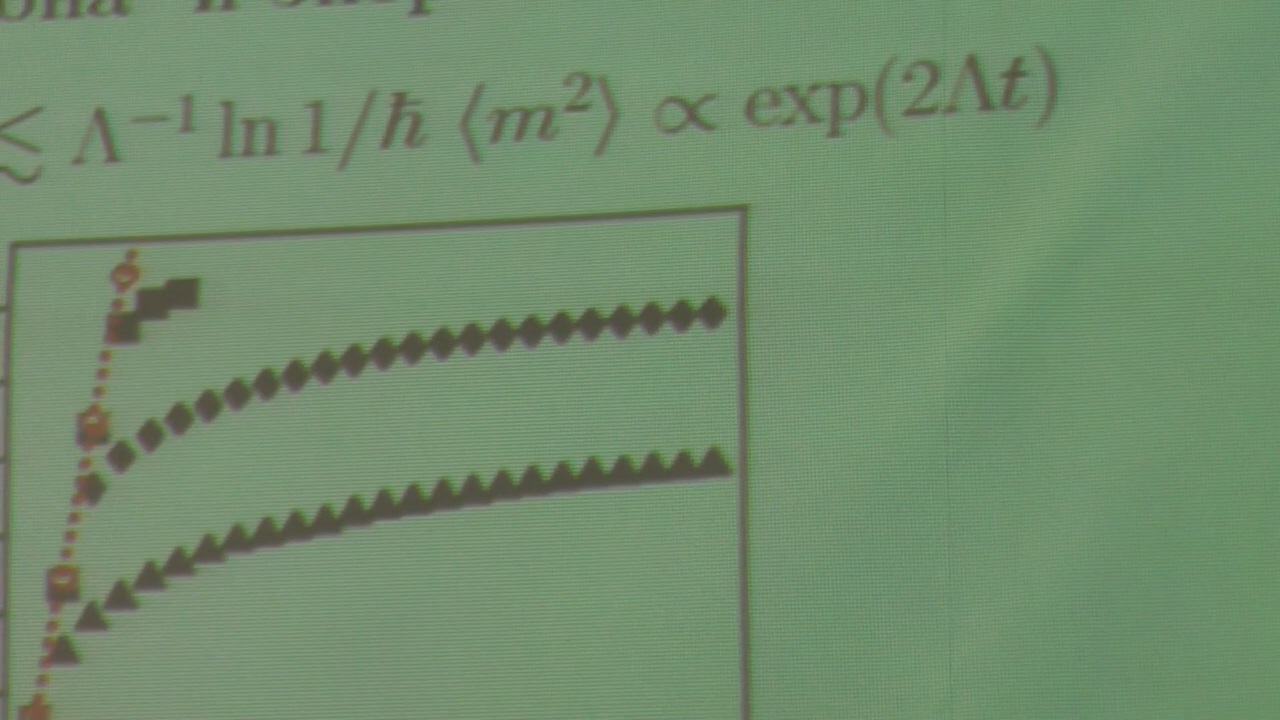 ≲ Λ⁻¹ ln 1/ℏ ⟨m²⟩ ∝ exp(2Λt)